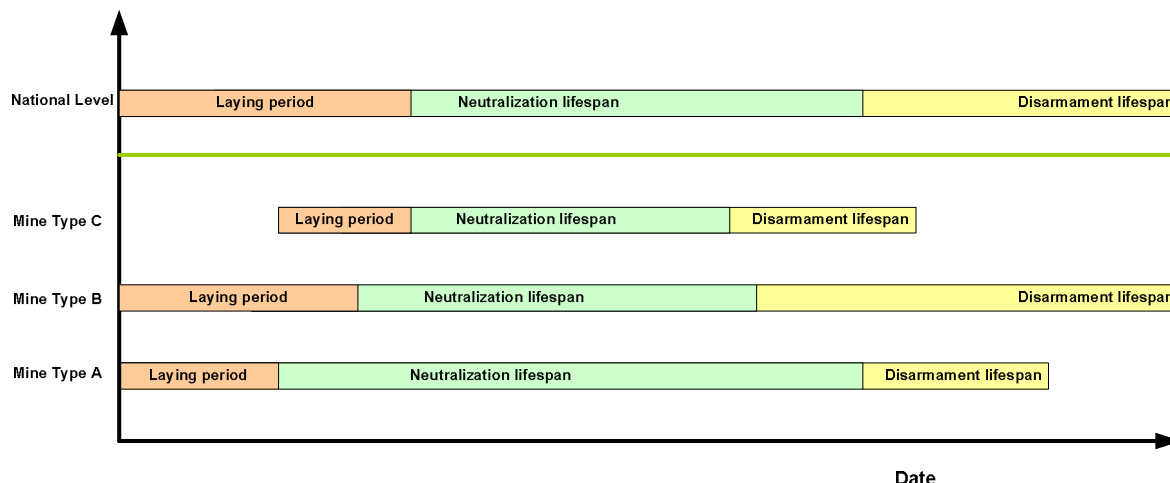 National Level
Laying period
Neutralization lifespan
Disarmament lifespan
Mine Type C
Laying period
Neutralization lifespan
Disarmament lifespan
Mine Type B
Laying period
Neutralization lifespan
Disarmament lifespan
Mine Type A
Laying period
Neutralization lifespan
Disarmament lifespan
Date